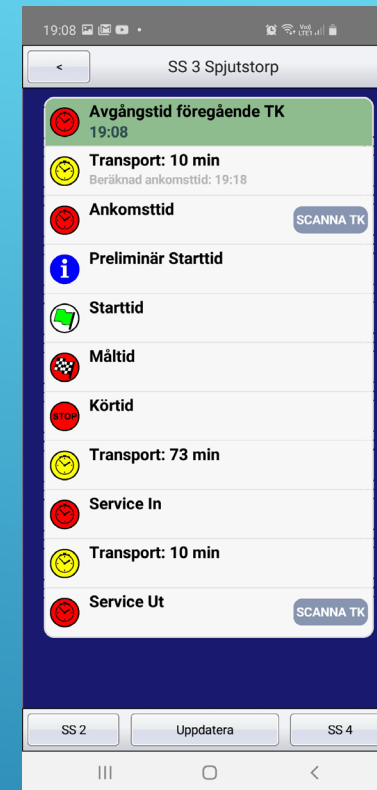 19:08
Vo))
LTE1
<
SS 3 Spjutstorp
Avgångstid föregående TK
19:08
Transport: 10 min
Beräknad ankomsttid: 19:18
Ankomsttid
SCANNA TK
i
Preliminär Starttid
Starttid
Måltid
STOP
Körtid
Transport: 73 min
Service In
Transport: 10 min
Service Ut
SCANNA TK
SS 2
Uppdatera
SS 4